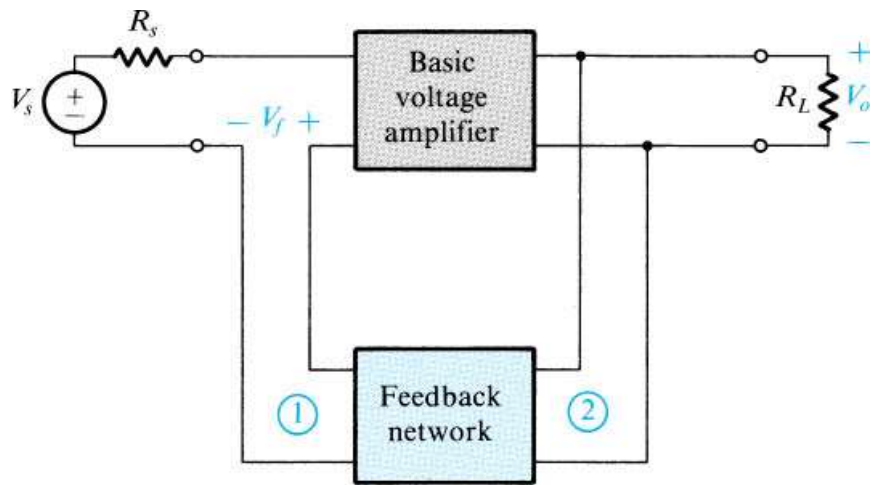 R_s
Basic
voltage
amplifier
V_s
+
−
− V_f +
R_L
+
V_o
−
1
2
Feedback
network